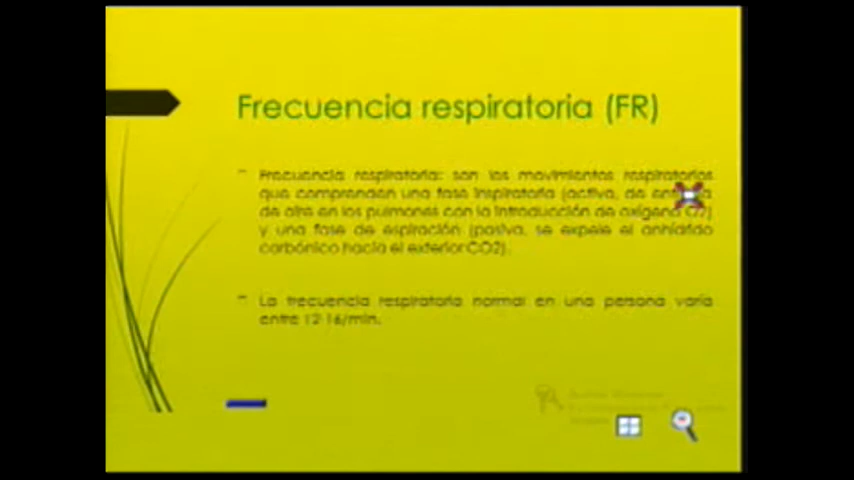 Frecuencia respiratoria (FR)
Frecuencia respiratoria: son los movimientos respiratorios
que comprenden una fase inspiratoria (activa, de
de aire en los pulmones con la introducción de oxígeno O2)
y una fase de espiración (pasiva, se expele el anhídrido
carbónico hacia el exterior CO2).
La frecuencia respiratoria normal en una persona varía
entre 12-16/min.